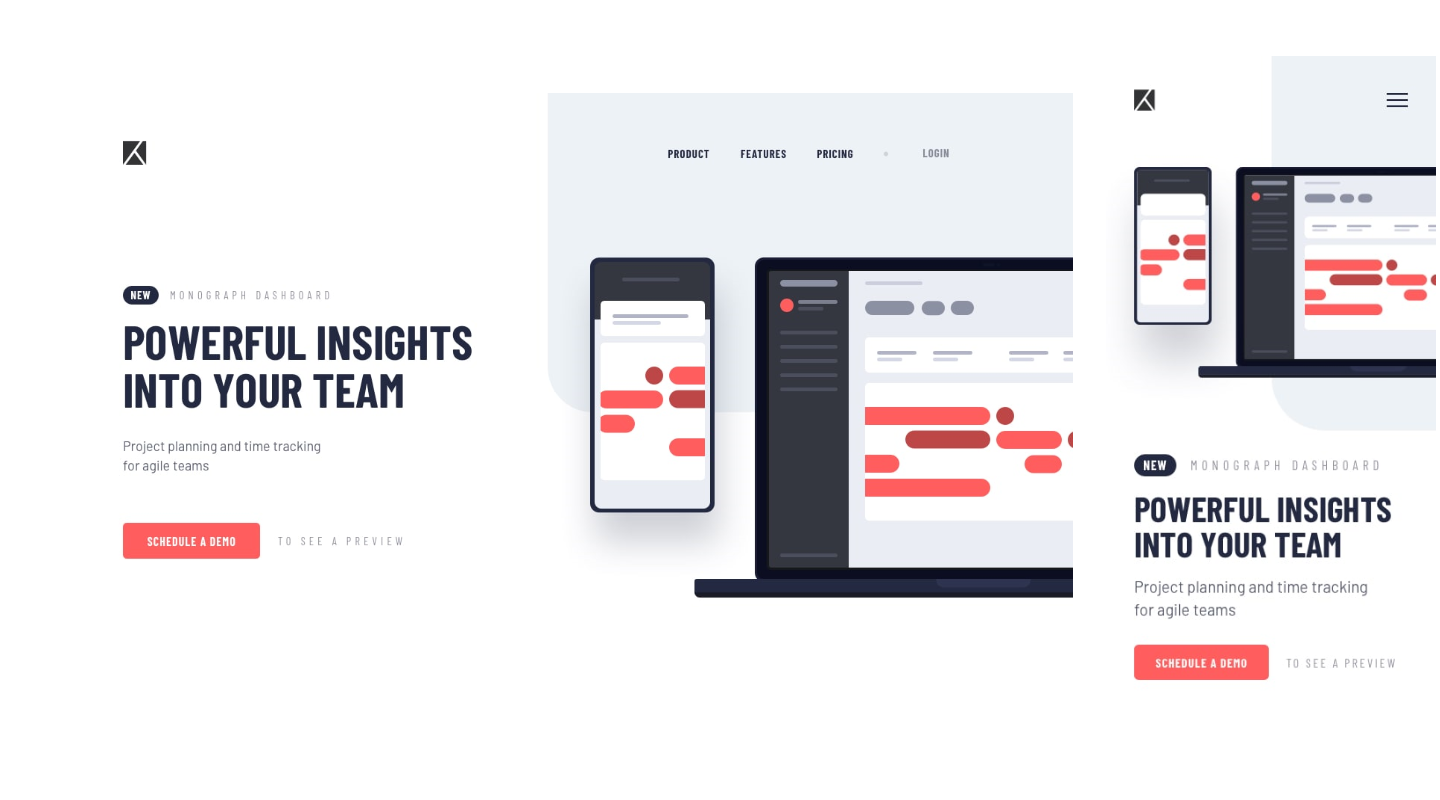 PRODUCT FEATURES PRICING LOGIN
NEW MONOGRAPH DASHBOARD
POWERFUL INSIGHTS
INTO YOUR TEAM
Project planning and time tracking
for agile teams
SCHEDULE A DEMO TO SEE A PREVIEW
NEW MONOGRAPH DASHBOARD
POWERFUL INSIGHTS
INTO YOUR TEAM
Project planning and time tracking
for agile teams
SCHEDULE A DEMO TO SEE A PREVIEW